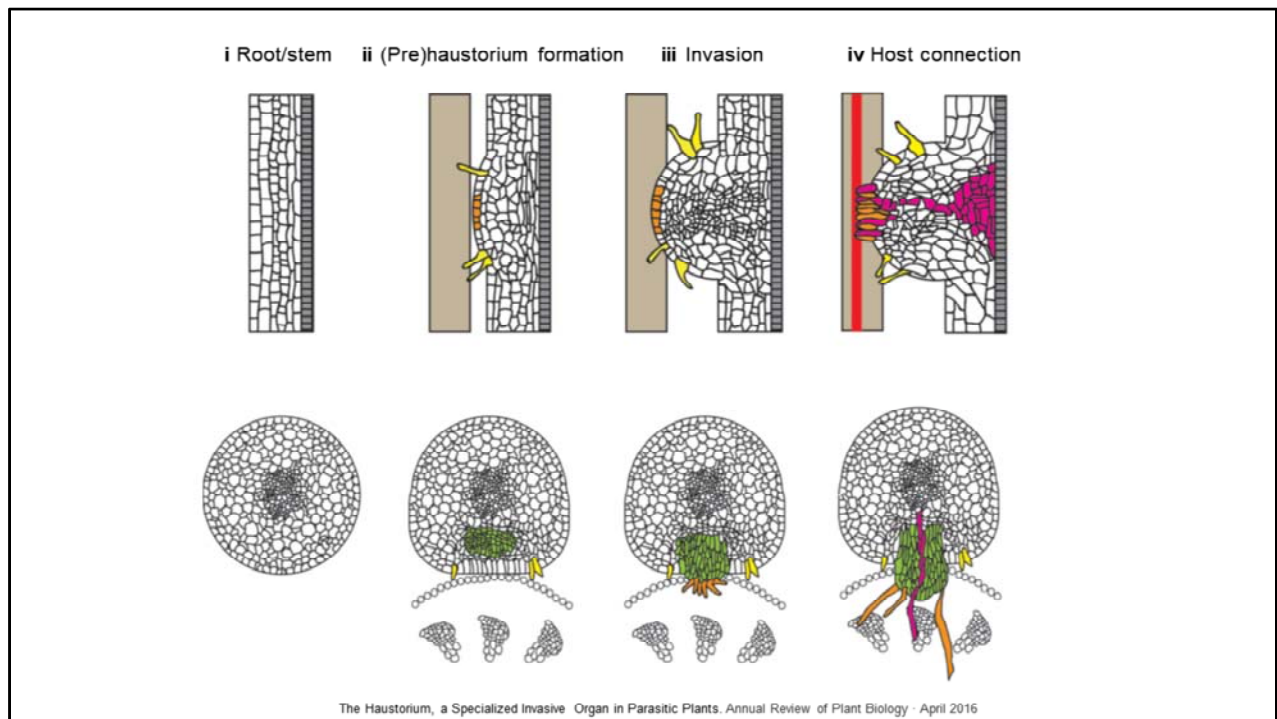 i Root/stem ii (Pre)haustorium formation iii Invasion iv Host connection
The Haustorium, a Specialized Invasive Organ in Parasitic Plants. Annual Review of Plant Biology · April 2016